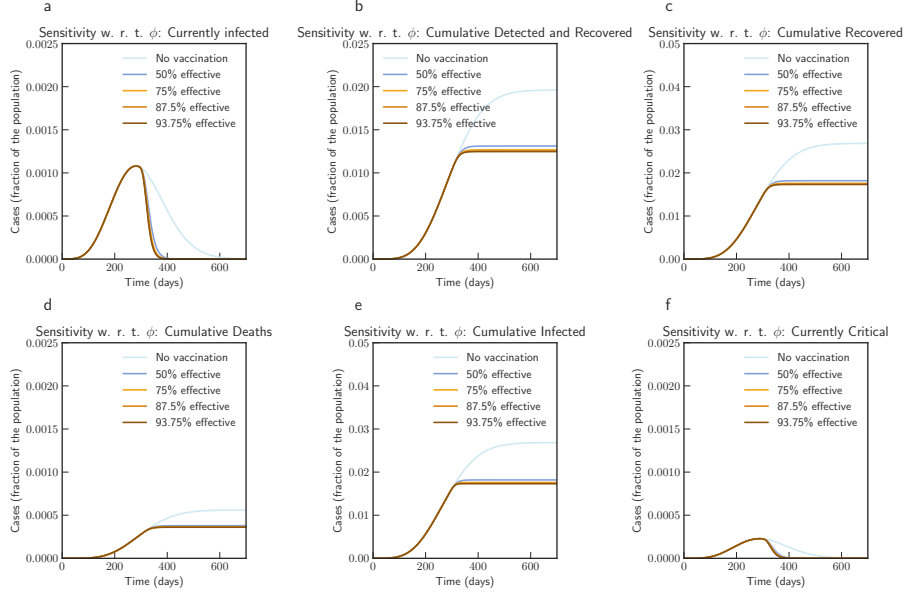 a
Sensitivity w. r. t. ϕ: Currently infected
0.0025
0.0020
0.0015
0.0010
0.0005
0.0000
Cases (fraction of the population)
No vaccination
50% effective
75% effective
87.5% effective
93.75% effective
0
200
400
600
Time (days)
b
Sensitivity w. r. t. ϕ: Cumulative Detected and Recovered
0.025
0.020
0.015
0.010
0.005
0.000
Cases (fraction of the population)
No vaccination
50% effective
75% effective
87.5% effective
93.75% effective
0
200
400
600
Time (days)
c
Sensitivity w. r. t. ϕ: Cumulative Recovered
0.05
0.04
0.03
0.02
0.01
0.00
Cases (fraction of the population)
No vaccination
50% effective
75% effective
87.5% effective
93.75% effective
0
200
400
600
Time (days)
d
Sensitivity w. r. t. ϕ: Cumulative Deaths
0.0025
0.0020
0.0015
0.0010
0.0005
0.0000
Cases (fraction of the population)
No vaccination
50% effective
75% effective
87.5% effective
93.75% effective
0
200
400
600
Time (days)
e
Sensitivity w. r. t. ϕ: Cumulative Infected
0.05
0.04
0.03
0.02
0.01
0.00
Cases (fraction of the population)
No vaccination
50% effective
75% effective
87.5% effective
93.75% effective
0
200
400
600
Time (days)
f
Sensitivity w. r. t. ϕ: Currently Critical
0.0025
0.0020
0.0015
0.0010
0.0005
0.0000
Cases (fraction of the population)
No vaccination
50% effective
75% effective
87.5% effective
93.75% effective
0
200
400
600
Time (days)